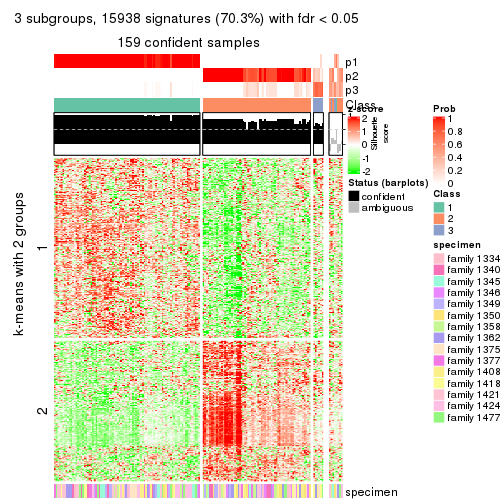 3 subgroups, 15938 signatures (70.3%) with fdr < 0.05
159 confident samples
p1
p2
p3
Class
1
Silhouette
score
k-means with 2 groups
1
2
specimen
z-score
2
1
0
-1
-2
Status (barplots)
confident
ambiguous
Prob
1
0.8
0.6
0.4
0.2
0
Class
1
2
3
specimen
family 1334
family 1340
family 1345
family 1346
family 1349
family 1350
family 1358
family 1362
family 1375
family 1377
family 1408
family 1418
family 1421
family 1424
family 1477